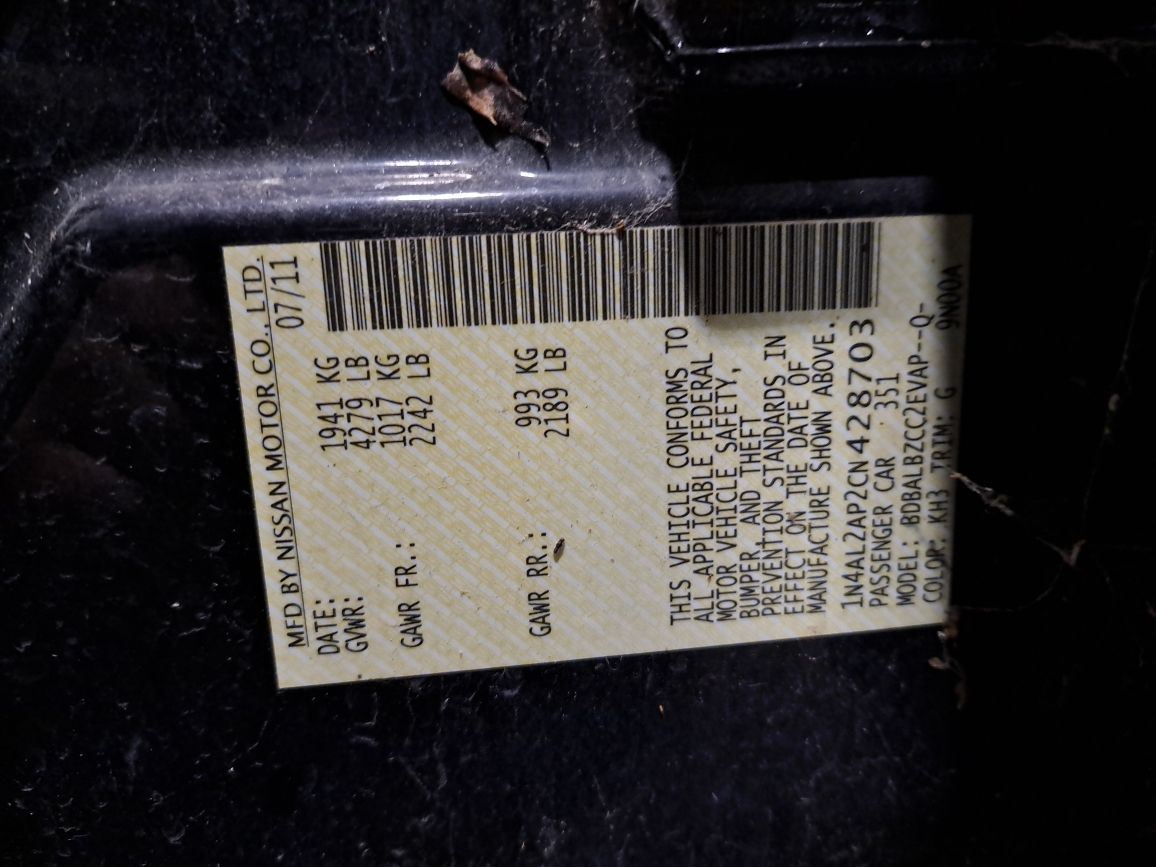 MFD BY NISSAN MOTOR CO., LTD.
DATE: 07/11
GVWR: 1941 KG
4279 LB
GAWR FR.: 1017 KG
2242 LB
GAWR RR.: 993 KG
2189 LB
THIS VEHICLE CONFORMS TO
ALL APPLICABLE FEDERAL
MOTOR VEHICLE SAFETY,
BUMPER, AND THEFT
PREVENTION STANDARDS IN
EFFECT ON THE DATE OF
MANUFACTURE SHOWN ABOVE.
1N4AL2AP2CN428703
PASSENGER CAR 351
MODEL: BDBALBZCC2EVAP--Q-
COLOR: KH3 TRIM: G 9N00A